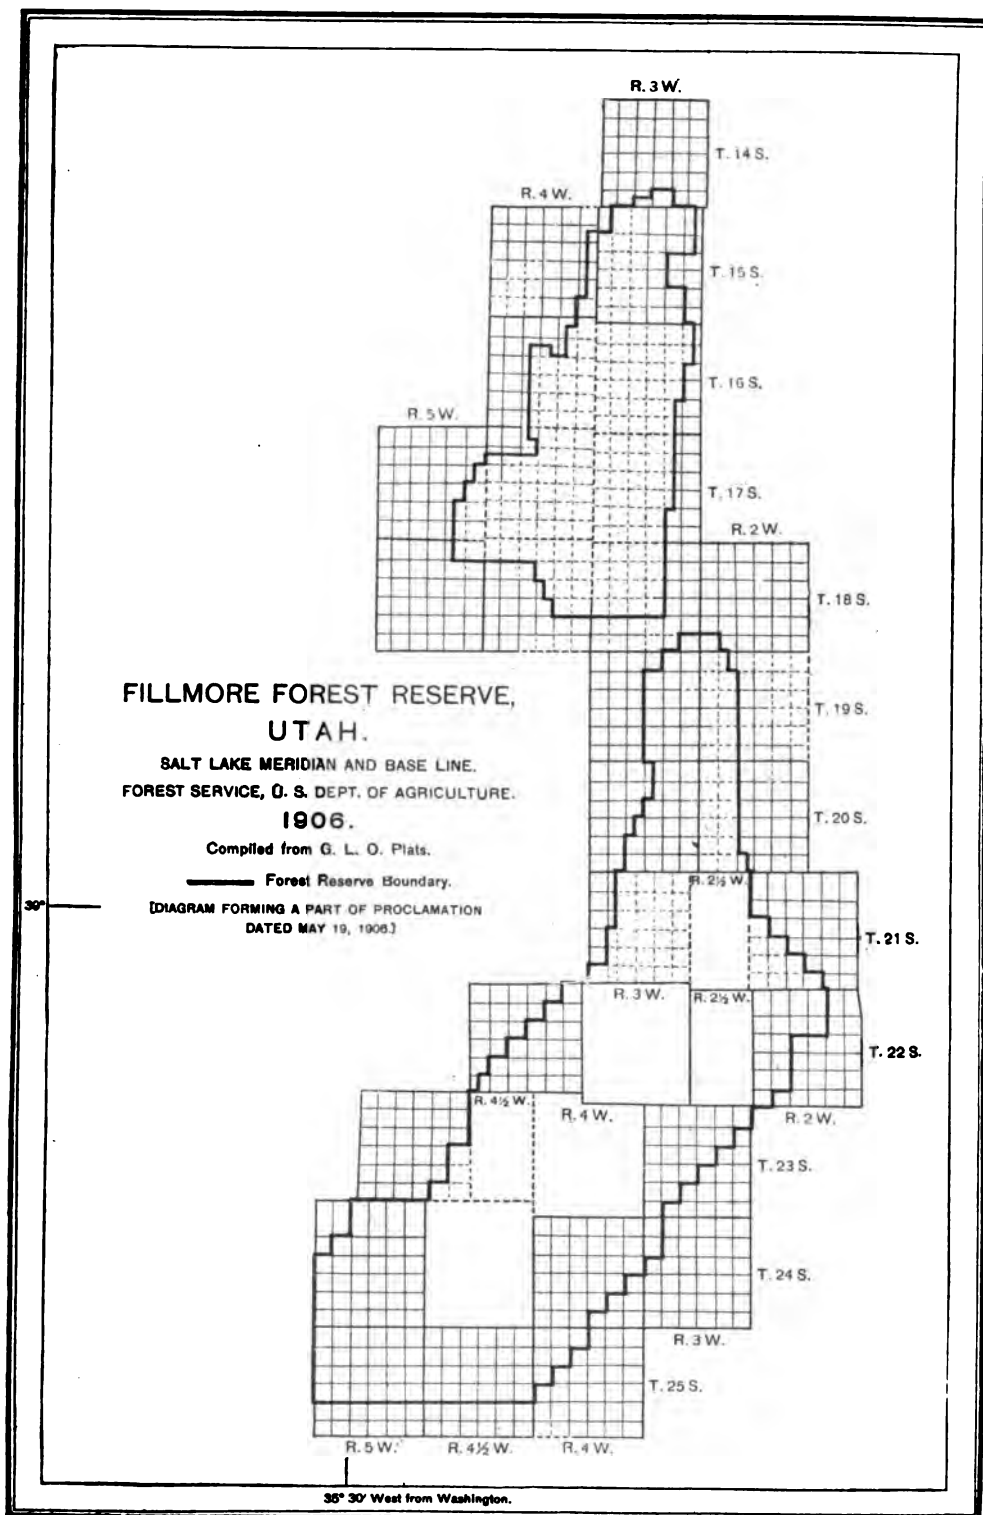 R. 3 W.
T. 14 S.
R. 4 W.
T. 15 S.
T. 16 S.
R. 5 W.
T. 17 S.
R. 2 W.
T. 18 S.
FILLMORE FOREST RESERVE,
UTAH.
SALT LAKE MERIDIAN AND BASE LINE.
FOREST SERVICE, U. S. DEPT. OF AGRICULTURE.
1906.
Compiled from G. L. O. Plats.
Forest Reserve Boundary.
[DIAGRAM FORMING A PART OF PROCLAMATION
DATED MAY 19, 1906.]
T. 19 S.
T. 20 S.
R. 2½ W.
39°
T. 21 S.
R. 3 W.
R. 2½ W.
T. 22 S.
R. 4½ W.
R. 4 W.
R. 2 W.
T. 23 S.
T. 24 S.
R. 3 W.
T. 25 S.
R. 5 W.
R. 4½ W.
R. 4 W.
35° 30' West from Washington.